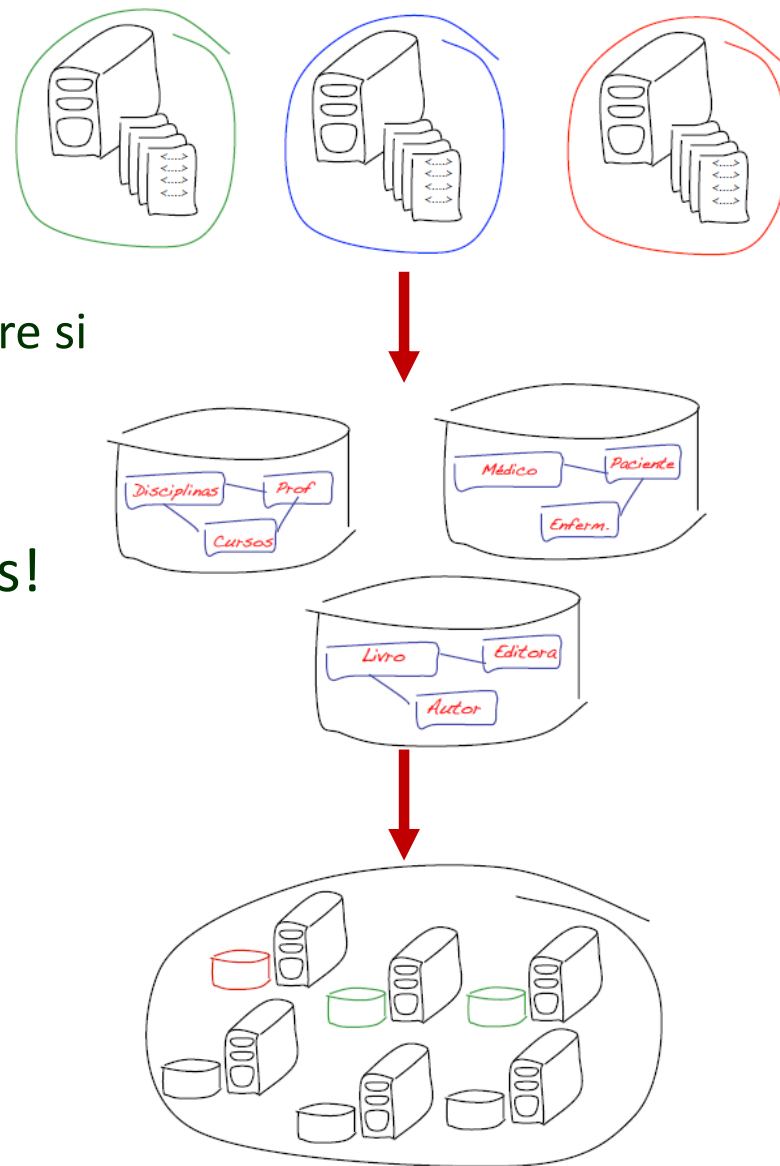 re si
Disciplinas
Prof
Cursos
Médico
Paciente
Enferm.
s!
Livro
Editora
Autor